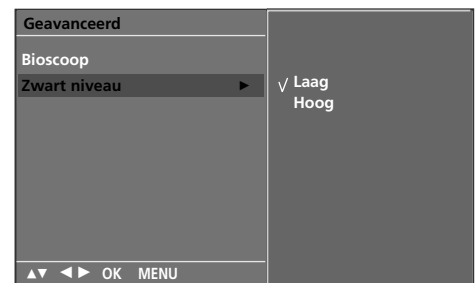 Geavanceerd
Bioscoop
Zwart niveau ►
√ Laag
Hoog
▲▼ ◄► OK MENU